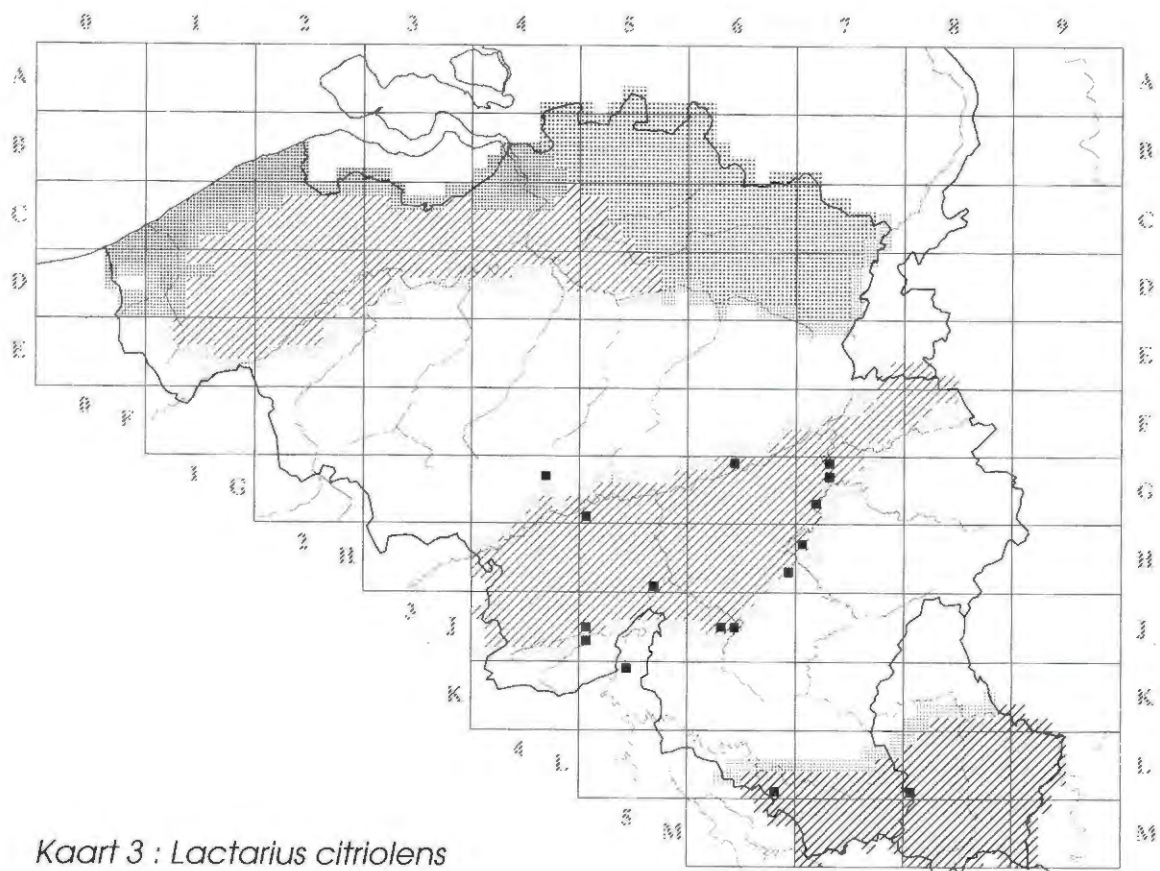 0 1 2 3 4 5 6 7 8 9
A A
B B
C C
D D
E E
0 F F
1 G G
2 H H
3 J J
K K
4 L L
5 M M
Kaart 3 : Lactarius citriolens